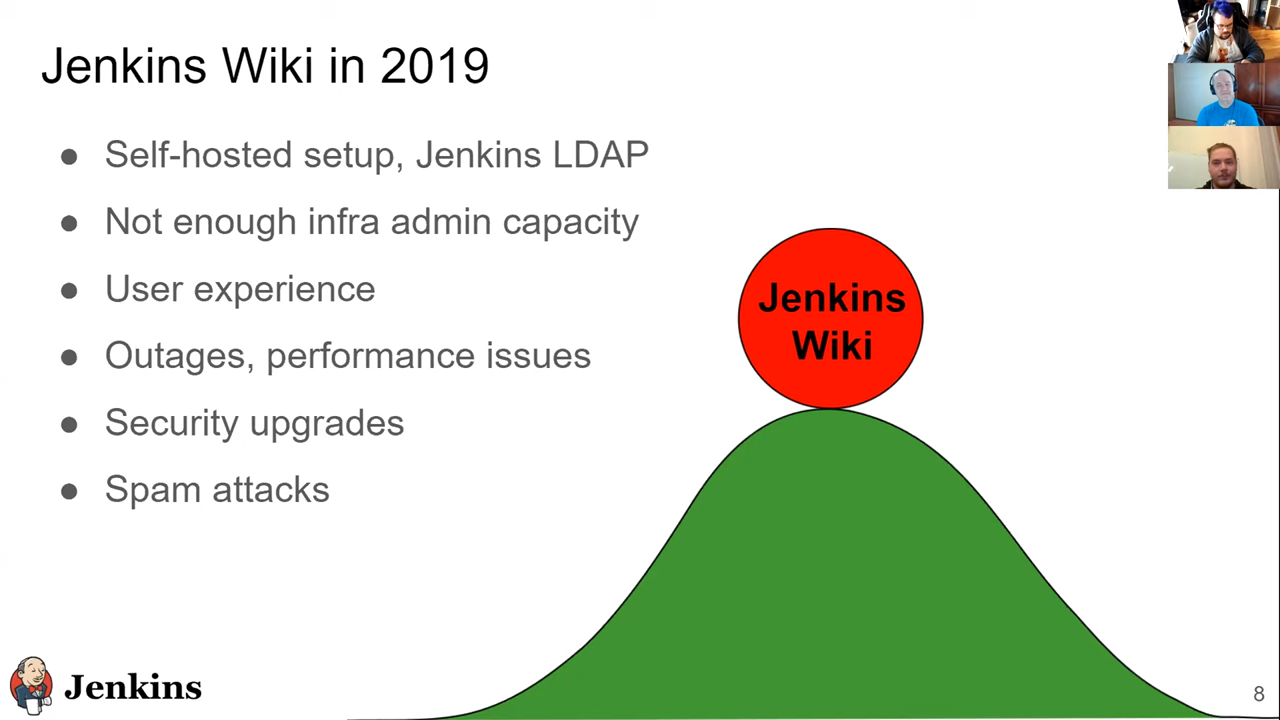 Jenkins Wiki in 2019
● Self-hosted setup, Jenkins LDAP
● Not enough infra admin capacity
● User experience
● Outages, performance issues
● Security upgrades
● Spam attacks
Jenkins
Wiki
Jenkins
8